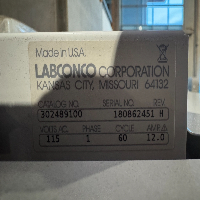 Made in U.S.A.
LABCONCO CORPORATION
KANSAS CITY, MISSOURI 64132
CATALOG NO. SERIAL NO. REV.
302489100 180862451 H
VOLTS AC PHASE CYCLE AMPS
115 1 60 12.0